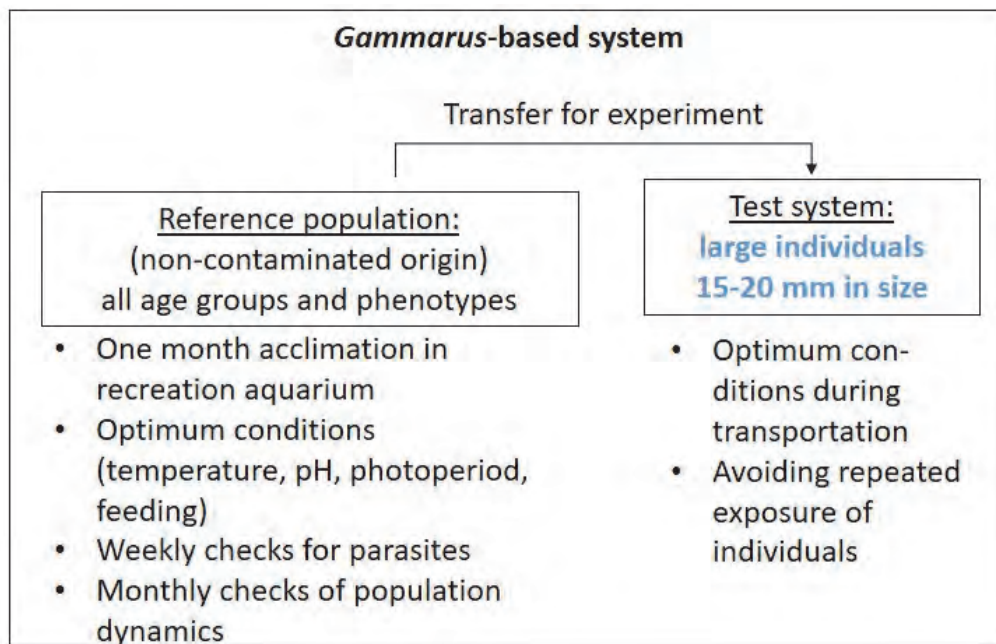 Gammarus-based system
Transfer for experiment
Reference population:
(non-contaminated origin)
all age groups and phenotypes
• One month acclimation in
recreation aquarium
• Optimum conditions
(temperature, pH, photoperiod,
feeding)
• Weekly checks for parasites
• Monthly checks of population
dynamics
Test system:
large individuals
15-20 mm in size
• Optimum con-
ditions during
transportation
• Avoiding repeated
exposure of
individuals